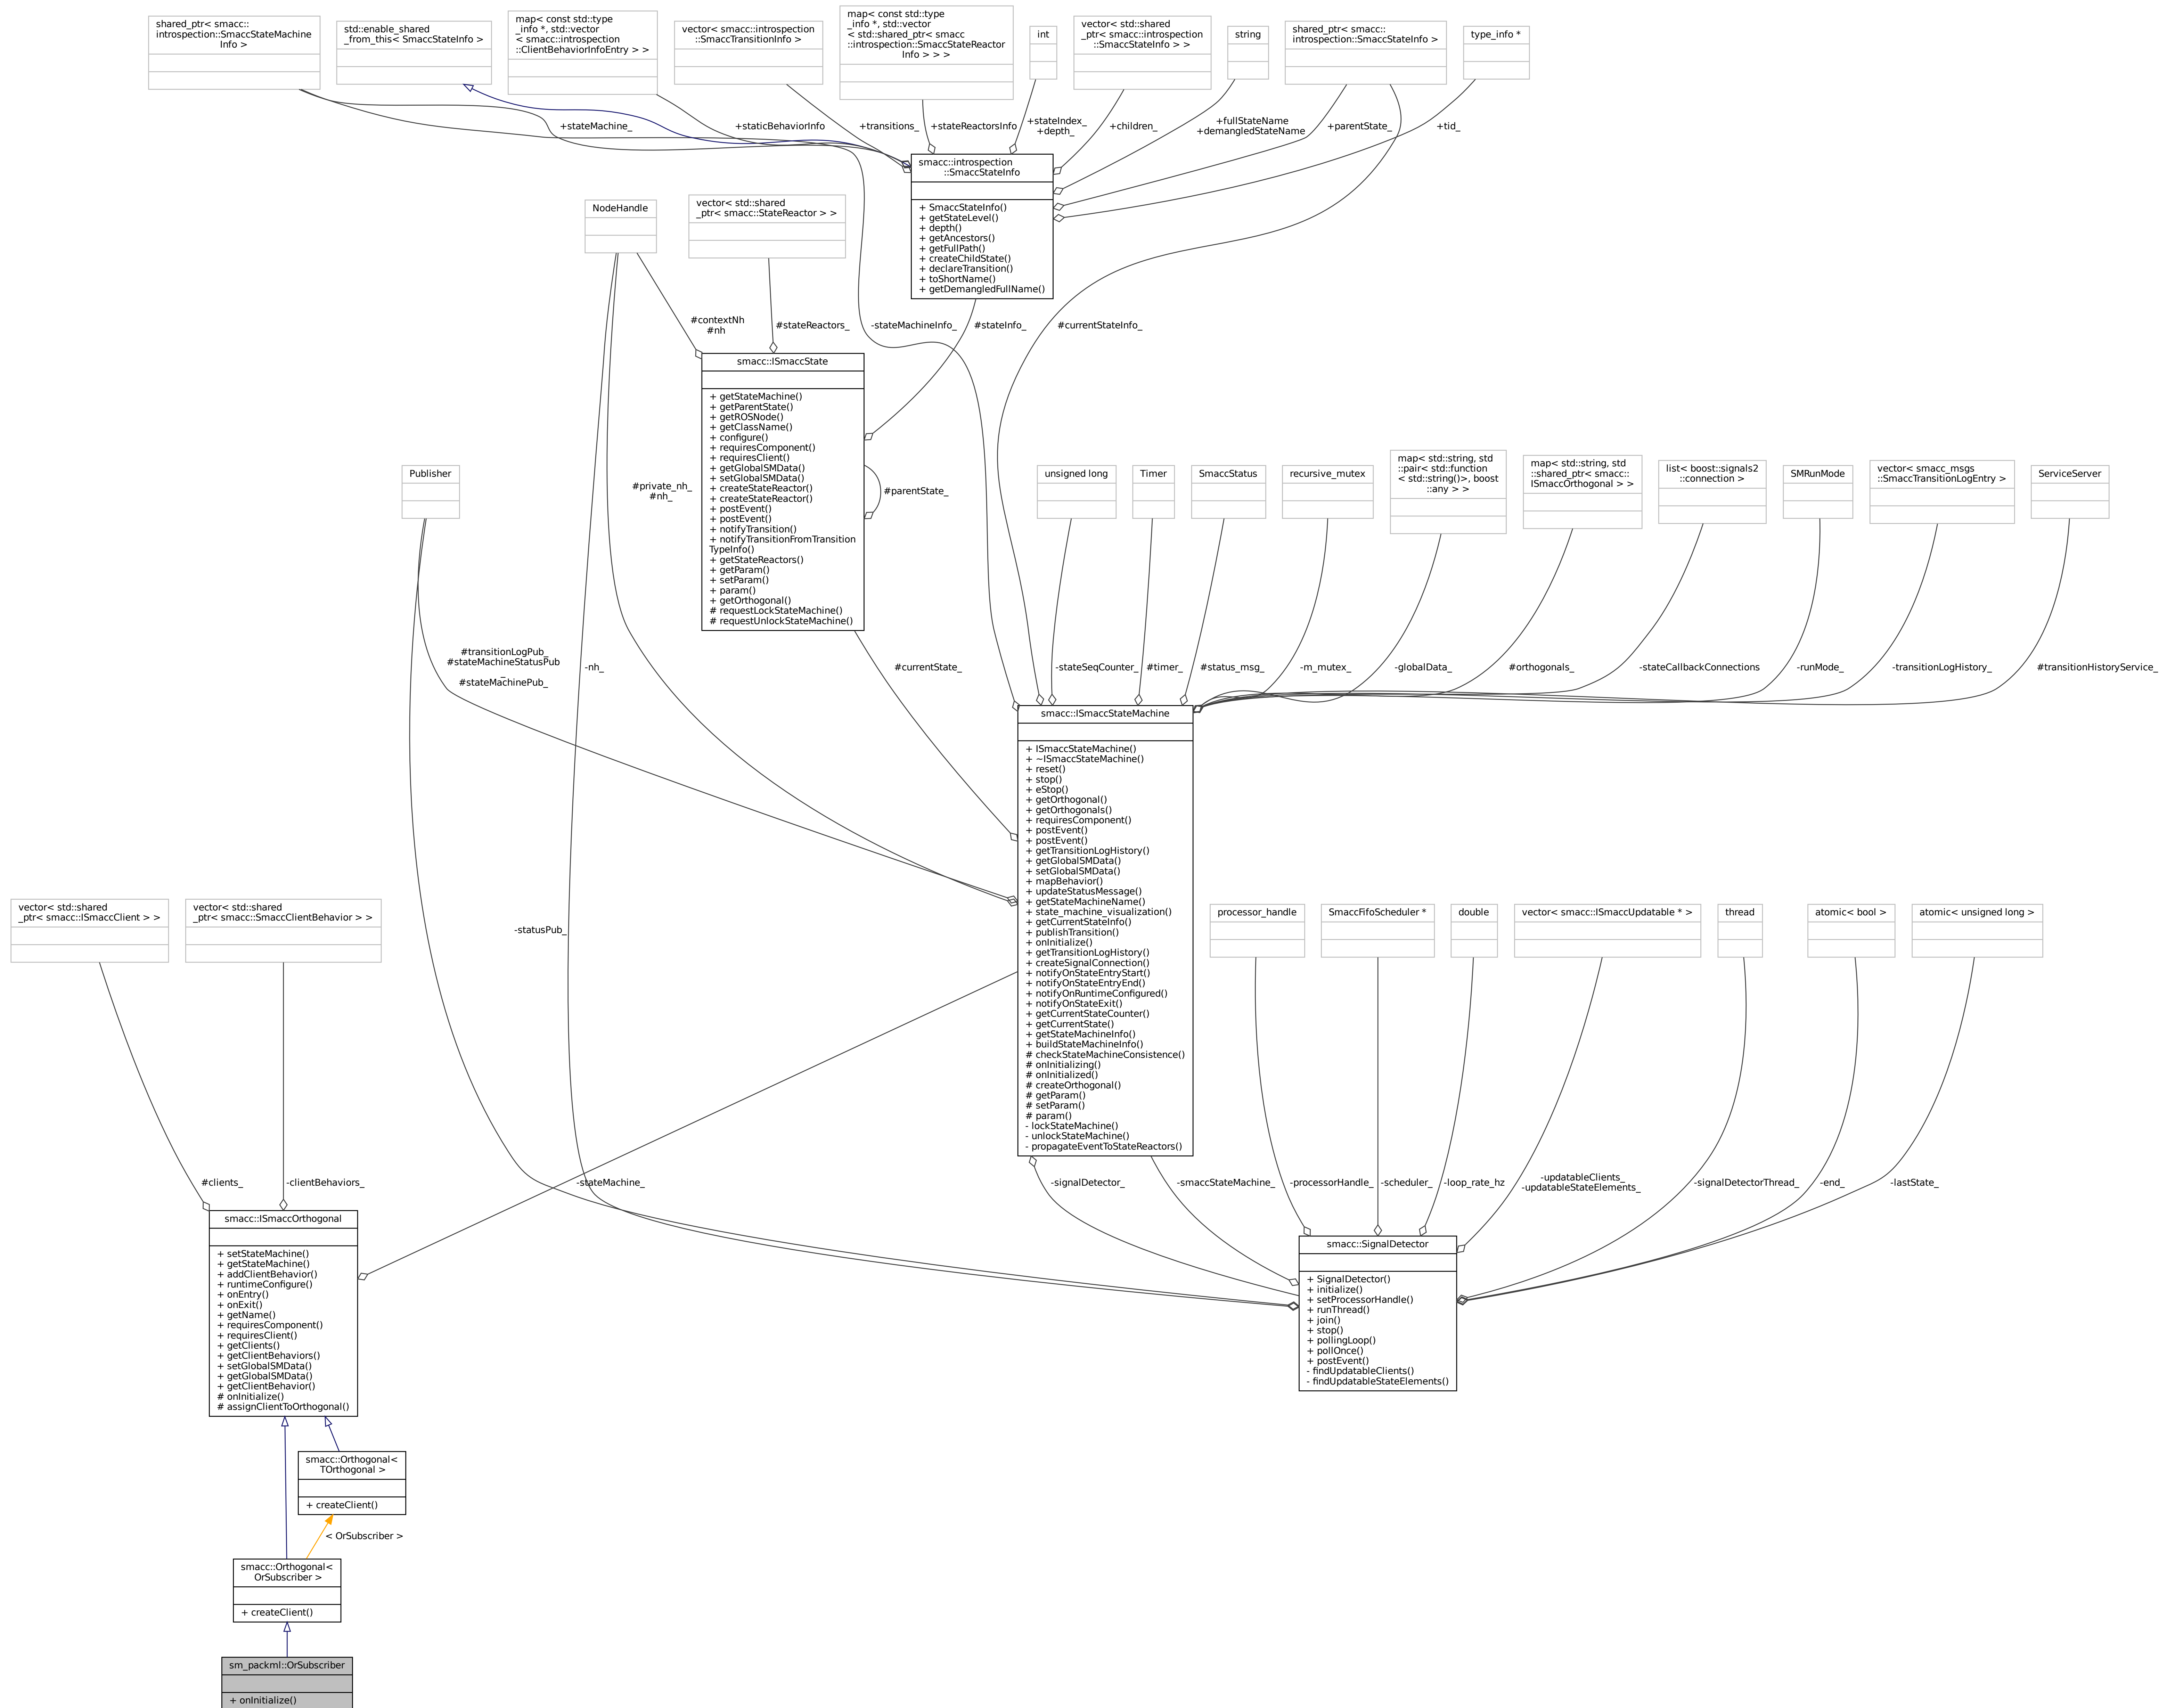 shared_ptr< smacc::
introspection::SmaccStateMachine
Info >
std::enable_shared
_from_this< SmaccStateInfo >
map< const std::type
_info *, std::vector
< smacc::introspection
::ClientBehaviorInfoEntry > >
vector< smacc::introspection
::SmaccTransitionInfo >
map< const std::type
_info *, std::vector
< std::shared_ptr< smacc
::introspection::SmaccStateReactor
Info > > >
int
vector< std::shared
_ptr< smacc::introspection
::SmaccStateInfo > >
string
shared_ptr< smacc::
introspection::SmaccStateInfo >
type_info *
+stateMachine_
+staticBehaviorInfo
+transitions_
+stateReactorsInfo
+stateIndex_
+depth_
+children_
+fullStateName
+demangledStateName
+parentState_
+tid_
smacc::introspection
::SmaccStateInfo
+ SmaccStateInfo()
+ getStateLevel()
+ depth()
+ getAncestors()
+ getFullPath()
+ createChildState()
+ declareTransition()
+ toShortName()
+ getDemangledFullName()
NodeHandle
vector< std::shared
_ptr< smacc::StateReactor > >
#contextNh
#nh
#stateReactors_
-stateMachineInfo_
#stateInfo_
#currentStateInfo_
smacc::ISmaccState
+ getStateMachine()
+ getParentState()
+ getROSNode()
+ getClassName()
+ configure()
+ requiresComponent()
+ requiresClient()
+ getGlobalSMData()
+ setGlobalSMData()
+ createStateReactor()
+ createStateReactor()
+ postEvent()
+ postEvent()
+ notifyTransition()
+ notifyTransitionFromTransition
TypeInfo()
+ getStateReactors()
+ getParam()
+ setParam()
+ param()
+ getOrthogonal()
# requestLockStateMachine()
# requestUnlockStateMachine()
#parentState_
#private_nh_
#nh_
Publisher
unsigned long
Timer
SmaccStatus
recursive_mutex
map< std::string, std
::pair< std::function
< std::string()>, boost
::any > >
map< std::string, std
::shared_ptr< smacc::
ISmaccOrthogonal > >
list< boost::signals2
::connection >
SMRunMode
vector< smacc_msgs
::SmaccTransitionLogEntry >
ServiceServer
#transitionLogPub_
#stateMachineStatusPub
_
#stateMachinePub_
-nh_
#currentState_
-stateSeqCounter_
#timer_
#status_msg_
-m_mutex_
-globalData_
#orthogonals_
-stateCallbackConnections
-runMode_
-transitionLogHistory_
#transitionHistoryService_
smacc::ISmaccStateMachine
+ ISmaccStateMachine()
+ ~ISmaccStateMachine()
+ reset()
+ stop()
+ eStop()
+ getOrthogonal()
+ getOrthogonals()
+ requiresComponent()
+ postEvent()
+ postEvent()
+ getTransitionLogHistory()
+ getGlobalSMData()
+ setGlobalSMData()
+ mapBehavior()
+ updateStatusMessage()
+ getStateMachineName()
+ state_machine_visualization()
+ getCurrentStateInfo()
+ publishTransition()
+ onInitialize()
+ getTransitionLogHistory()
+ createSignalConnection()
+ notifyOnStateEntryStart()
+ notifyOnStateEntryEnd()
+ notifyOnRuntimeConfigured()
+ notifyOnStateExit()
+ getCurrentStateCounter()
+ getCurrentState()
+ getStateMachineInfo()
+ buildStateMachineInfo()
# checkStateMachineConsistence()
# onInitializing()
# onInitialized()
# createOrthogonal()
# getParam()
# setParam()
# param()
- lockStateMachine()
- unlockStateMachine()
- propagateEventToStateReactors()
vector< std::shared
_ptr< smacc::ISmaccClient > >
vector< std::shared
_ptr< smacc::SmaccClientBehavior > >
-statusPub_
processor_handle
SmaccFifoScheduler *
double
vector< smacc::ISmaccUpdatable * >
thread
atomic< bool >
atomic< unsigned long >
#clients_
-clientBehaviors_
-stateMachine_
-signalDetector_
-smaccStateMachine_
-processorHandle_
-scheduler_
-loop_rate_hz
-updatableClients_
-updatableStateElements_
-signalDetectorThread_
-end_
-lastState_
smacc::ISmaccOrthogonal
+ setStateMachine()
+ getStateMachine()
+ addClientBehavior()
+ runtimeConfigure()
+ onEntry()
+ onExit()
+ getName()
+ requiresComponent()
+ requiresClient()
+ getClients()
+ getClientBehaviors()
+ setGlobalSMData()
+ getGlobalSMData()
+ getClientBehavior()
# onInitialize()
# assignClientToOrthogonal()
smacc::SignalDetector
+ SignalDetector()
+ initialize()
+ setProcessorHandle()
+ runThread()
+ join()
+ stop()
+ pollingLoop()
+ pollOnce()
+ postEvent()
- findUpdatableClients()
- findUpdatableStateElements()
smacc::Orthogonal<
TOrthogonal >
+ createClient()
< OrSubscriber >
smacc::Orthogonal<
OrSubscriber >
+ createClient()
sm_packml::OrSubscriber
+ onInitialize()